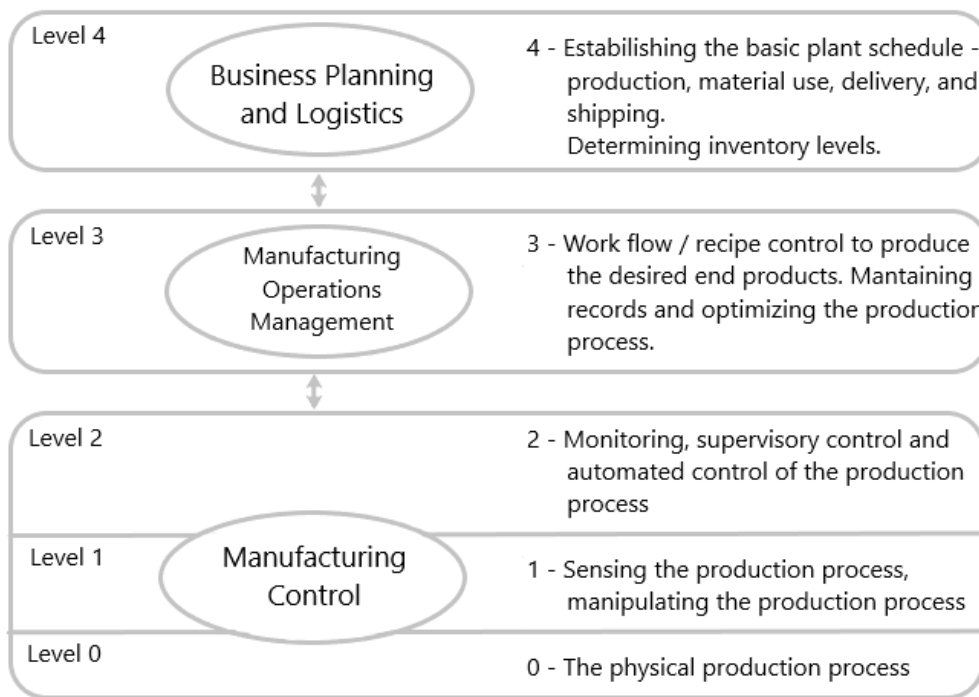 Level 4
Business Planning
and Logistics
4 - Estabilishing the basic plant schedule -
production, material use, delivery, and
shipping.
Determining inventory levels.
Level 3
Manufacturing
Operations
Management
3 - Work flow / recipe control to produce
the desired end products. Mantaining
records and optimizing the production
process.
Level 2
2 - Monitoring, supervisory control and
automated control of the production
process
Level 1
Manufacturing
Control
1 - Sensing the production process,
manipulating the production process
Level 0
0 - The physical production process